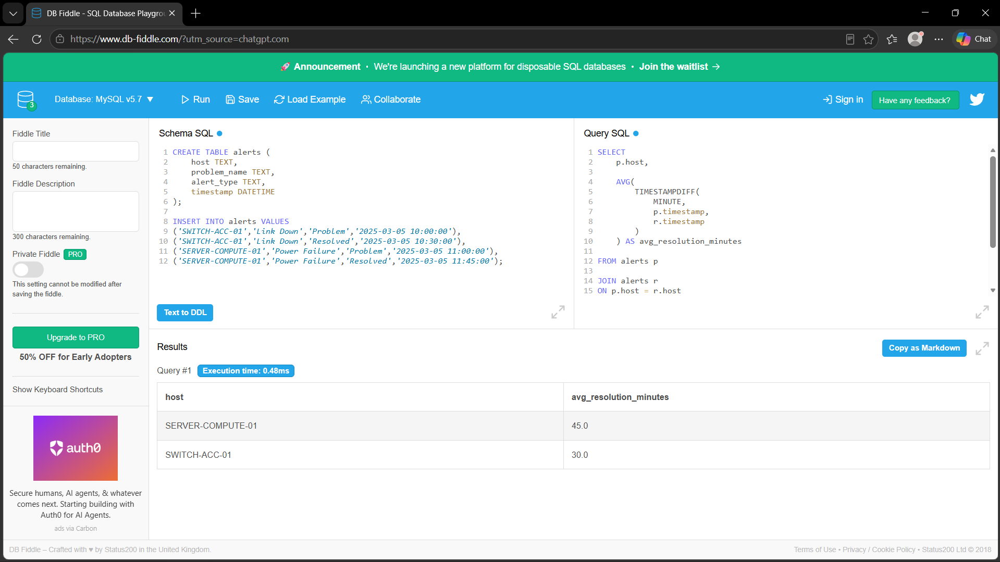 DB Fiddle - SQL Database Playgrou
https://www.db-fiddle.com/?utm_source=chatgpt.com
Chat
🚀 Announcement · We're launching a new platform for disposable SQL databases · Join the waitlist →
3
Database: MySQL v5.7 ▼
Run
Save
Load Example
Collaborate
Sign in
Have any feedback?
Fiddle Title
50 characters remaining.
Fiddle Description
300 characters remaining.
Private Fiddle PRO
This setting cannot be modified after
saving the fiddle.
Upgrade to PRO
50% OFF for Early Adopters
Show Keyboard Shortcuts
auth0
Secure humans, AI agents, & whatever
comes next. Starting building with
Auth0 for AI Agents.
ads via Carbon
Schema SQL
1 CREATE TABLE alerts (
2     host TEXT,
3     problem_name TEXT,
4     alert_type TEXT,
5     timestamp DATETIME
6 );
7
8 INSERT INTO alerts VALUES
9 ('SWITCH-ACC-01','Link Down','Problem','2025-03-05 10:00:00'),
10 ('SWITCH-ACC-01','Link Down','Resolved','2025-03-05 10:30:00'),
11 ('SERVER-COMPUTE-01','Power Failure','Problem','2025-03-05 11:00:00'),
12 ('SERVER-COMPUTE-01','Power Failure','Resolved','2025-03-05 11:45:00');
Text to DDL
Query SQL
1 SELECT
2     p.host,
3
4     AVG(
5         TIMESTAMPDIFF(
6             MINUTE,
7             p.timestamp,
8             r.timestamp
9         )
10     ) AS avg_resolution_minutes
11
12 FROM alerts p
13
14 JOIN alerts r
15 ON p.host = r.host
Results
Copy as Markdown
Query #1 Execution time: 0.48ms
host avg_resolution_minutes
SERVER-COMPUTE-01 45.0
SWITCH-ACC-01 30.0
DB Fiddle – Crafted with ♥ by Status200 in the United Kingdom.
Terms of Use • Privacy / Cookie Policy • Status200 Ltd © 2018